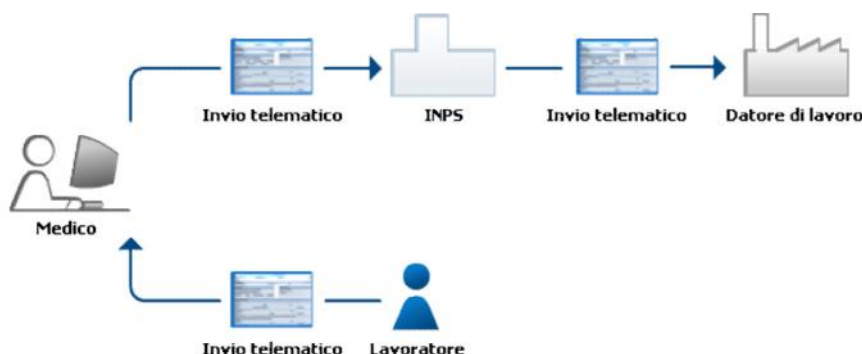 Invio telematico
INPS
Invio telematico
Datore di lavoro
Medico
Invio telematico
Lavoratore